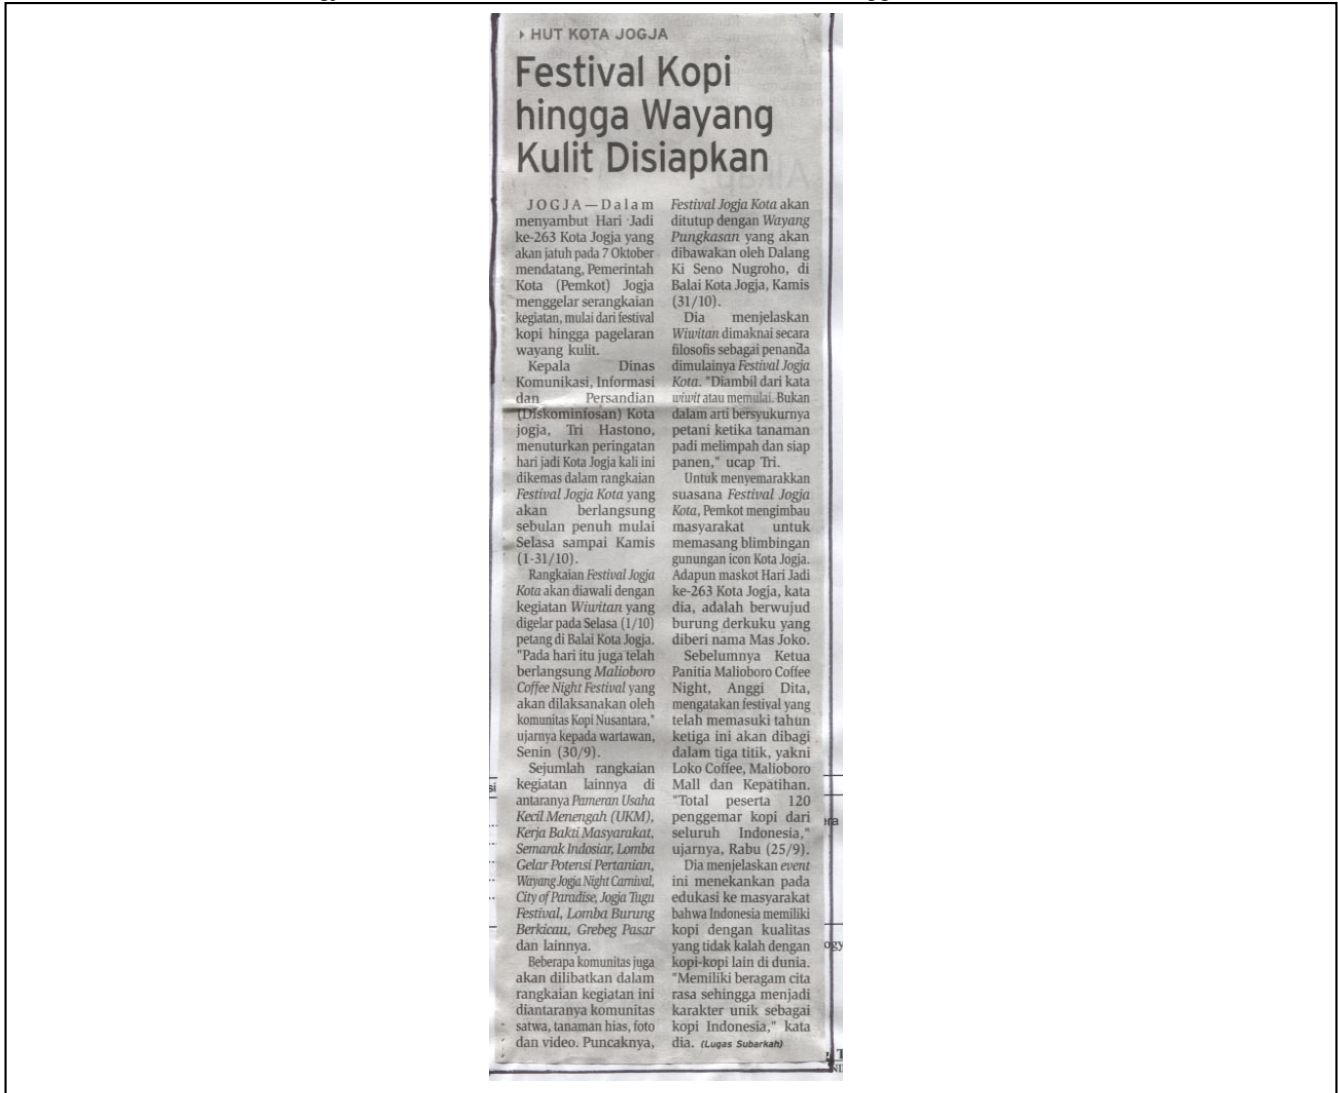 ▸ HUT KOTA JOGJA
Festival Kopi
hingga Wayang
Kulit Disiapkan
JOGJA—Dalam
menyambut Hari Jadi
ke-263 Kota Jogja yang
akan jatuh pada 7 Oktober
mendatang, Pemerintah
Kota (Pemkot) Jogja
menggelar serangkaian
kegiatan, mulai dari festival
kopi hingga pagelaran
wayang kulit.
Kepala Dinas
Komunikasi, Informasi
dan Persandian
(Diskominfosan) Kota
jogja, Tri Hastono,
menuturkan peringatan
hari jadi Kota Jogja kali ini
dikemas dalam rangkaian
Festival Jogja Kota yang
akan berlangsung
sebulan penuh mulai
Selasa sampai Kamis
(1-31/10).
Rangkaian Festival Jogja
Kota akan diawali dengan
kegiatan Wiwitan yang
digelar pada Selasa (1/10)
petang di Balai Kota Jogja.
"Pada hari itu juga telah
berlangsung Malioboro
Coffee Night Festival yang
akan dilaksanakan oleh
komunitas Kopi Nusantara,"
ujarnya kepada wartawan,
Senin (30/9).
Sejumlah rangkaian
kegiatan lainnya di
antaranya Pameran Usaha
Kecil Menengah (UKM),
Kerja Bakti Masyarakat,
Semarak Indosiar, Lomba
Gelar Potensi Pertanian,
Wayang Jogja Night Carnival,
City of Paradise, Jogja Tugu
Festival, Lomba Burung
Berkicau, Grebeg Pasar
dan lainnya.
Beberapa komunitas juga
akan dilibatkan dalam
rangkaian kegiatan ini
diantaranya komunitas
satwa, tanaman hias, foto
dan video. Puncaknya,
Festival Jogja Kota akan
ditutup dengan Wayang
Pungkasan yang akan
dibawakan oleh Dalang
Ki Seno Nugroho, di
Balai Kota Jogja, Kamis
(31/10).
Dia menjelaskan
Wiwitan dimaknai secara
filosofis sebagai penanda
dimulainya Festival Jogja
Kota. "Diambil dari kata
wiwit atau memulai. Bukan
dalam arti bersyukurnya
petani ketika tanaman
padi melimpah dan siap
panen," ucap Tri.
Untuk menyemarakkan
suasana Festival Jogja
Kota, Pemkot mengimbau
masyarakat untuk
memasang blimbingan
gunungan icon Kota Jogja.
Adapun maskot Hari Jadi
ke-263 Kota Jogja, kata
dia, adalah berwujud
burung derkuku yang
diberi nama Mas Joko.
Sebelumnya Ketua
Panitia Malioboro Coffee
Night, Anggi Dita,
mengatakan festival yang
telah memasuki tahun
ketiga ini akan dibagi
dalam tiga titik, yakni
Loko Coffee, Malioboro
Mall dan Kepatihan.
"Total peserta 120
penggemar kopi dari
seluruh Indonesia,"
ujarnya, Rabu (25/9).
Dia menjelaskan event
ini menekankan pada
edukasi ke masyarakat
bahwa Indonesia memiliki
kopi dengan kualitas
yang tidak kalah dengan
kopi-kopi lain di dunia.
"Memiliki beragam cita
rasa sehingga menjadi
karakter unik sebagai
kopi Indonesia," kata
dia. (Lugas Subarkah)